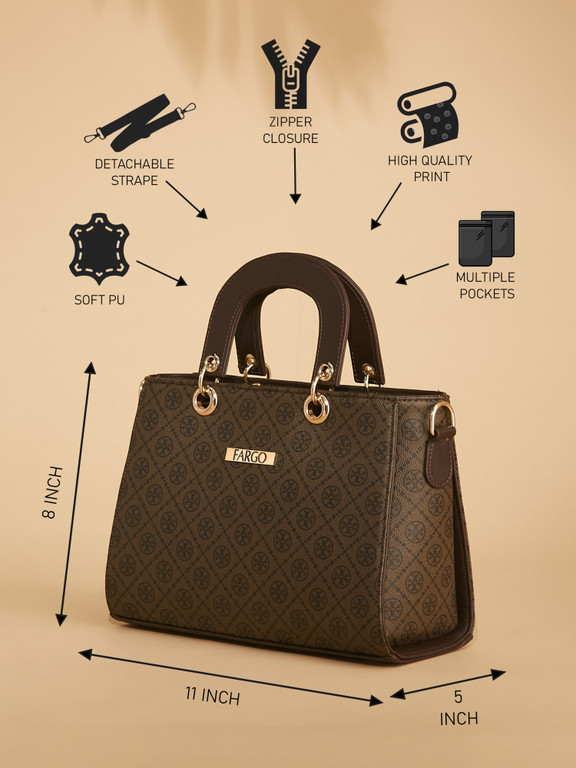 ZIPPER
CLOSURE
DETACHABLE
STRAPE
HIGH QUALITY
PRINT
SOFT PU
MULTIPLE
POCKETS
FARGO
8 INCH
11 INCH
5
INCH